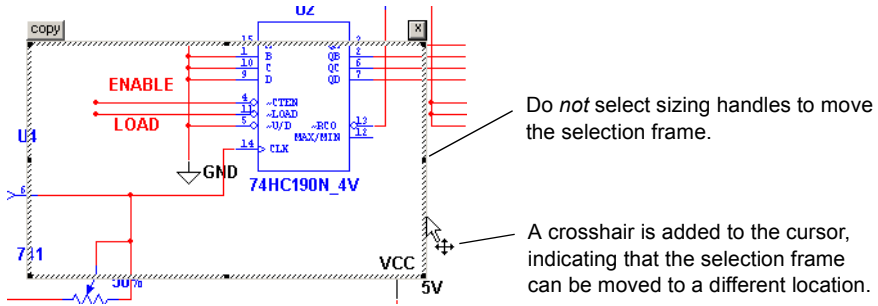 U2
copy
x
15
1 B QB 2
10 C QC 6
9 D QD 7
ENABLE
4 ~CTEN
11 ~LOAD
LOAD
5 ~U/D ~RCO 13
MAX/MIN 12
U4
14 CLK
GND
74HC190N_4V
6
741
VCC
50%
5V
Do not select sizing handles to move
the selection frame.
A crosshair is added to the cursor,
indicating that the selection frame
can be moved to a different location.